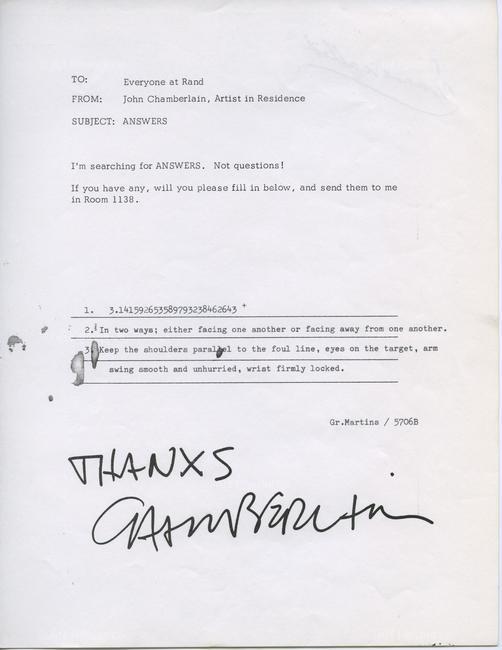 TO: Everyone at Rand
FROM: John Chamberlain, Artist in Residence
SUBJECT: ANSWERS
I'm searching for ANSWERS. Not questions!
If you have any, will you please fill in below, and send them to me
in Room 1138.
1. 3.14159265358979323846 2643 +
2. In two ways; either facing one another or facing away from one another.
3. Keep the shoulders parallel to the foul line, eyes on the target, arm
swing smooth and unhurried, wrist firmly locked.
Gr.Martins / 5706B
THANXS
CHAMBERLAIN